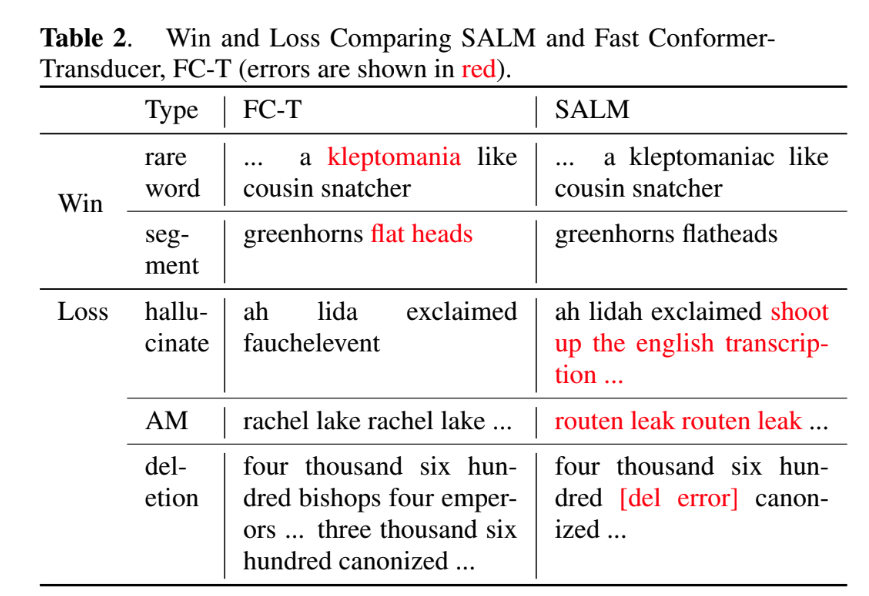 Table 2. Win and Loss Comparing SALM and Fast Conformer-
Transducer, FC-T (errors are shown in red).
Type FC-T SALM
Win
rare
word
... a kleptomania like
cousin snatcher
... a kleptomaniac like
cousin snatcher
seg-
ment
greenhorns flat heads
greenhorns flatheads
Loss
hallu-
cinate
ah lida exclaimed
fauchelevent
ah lidah exclaimed shoot
up the english transcrip-
tion ...
AM
rachel lake rachel lake ...
routen leak routen leak ...
del-
etion
four thousand six hun-
dred bishops four emper-
ors ... three thousand six
hundred canonized ...
four thousand six hun-
dred [del error] canon-
ized ...